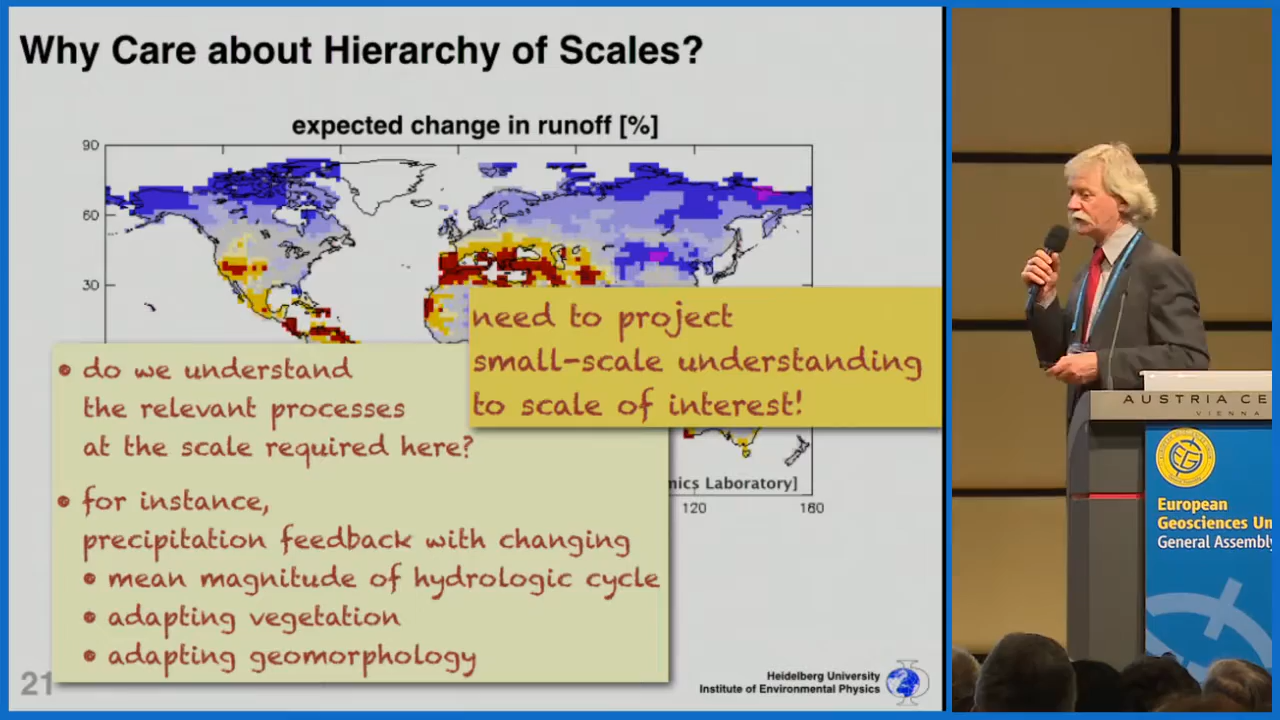 Why Care about Hierarchy of Scales?
expected change in runoff [%]
90
60
30
need to project
small-scale understanding
to scale of interest!
• do we understand
the relevant processes
at the scale required here?
• for instance,
precipitation feedback with changing
• mean magnitude of hydrologic cycle
• adapting vegetation
• adapting geomorphology
mics Laboratory]
120
180
21
Heidelberg University
Institute of Environmental Physics
AUSTRIA CE
VIENNA
EG
European
Geosciences Un
General Assembly